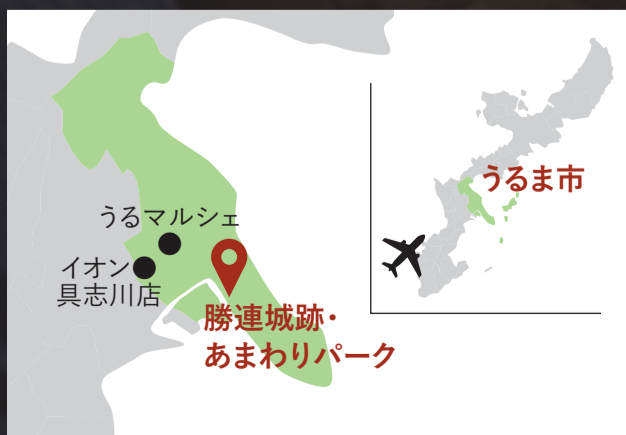 うるマルシェ
イオン
具志川店
勝連城跡・
あまわりパーク
うるま市